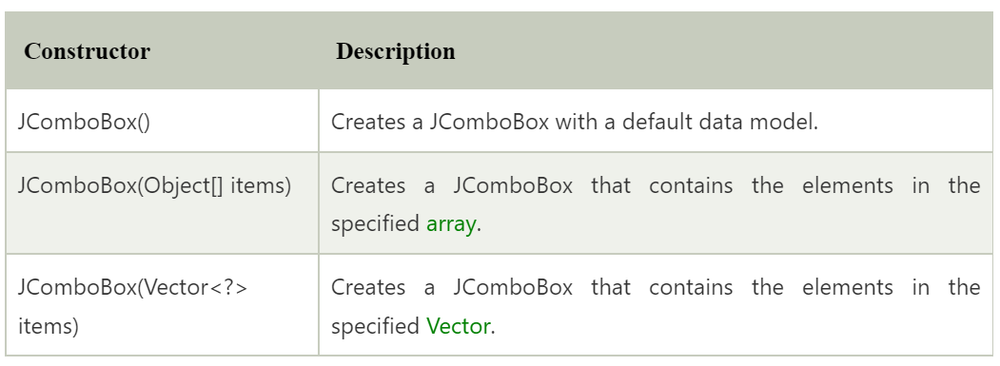 Constructor Description
JComboBox() Creates a JComboBox with a default data model.
JComboBox(Object[] items) Creates a JComboBox that contains the elements in the
specified array.
JComboBox(Vector<?> Creates a JComboBox that contains the elements in the
items) specified Vector.